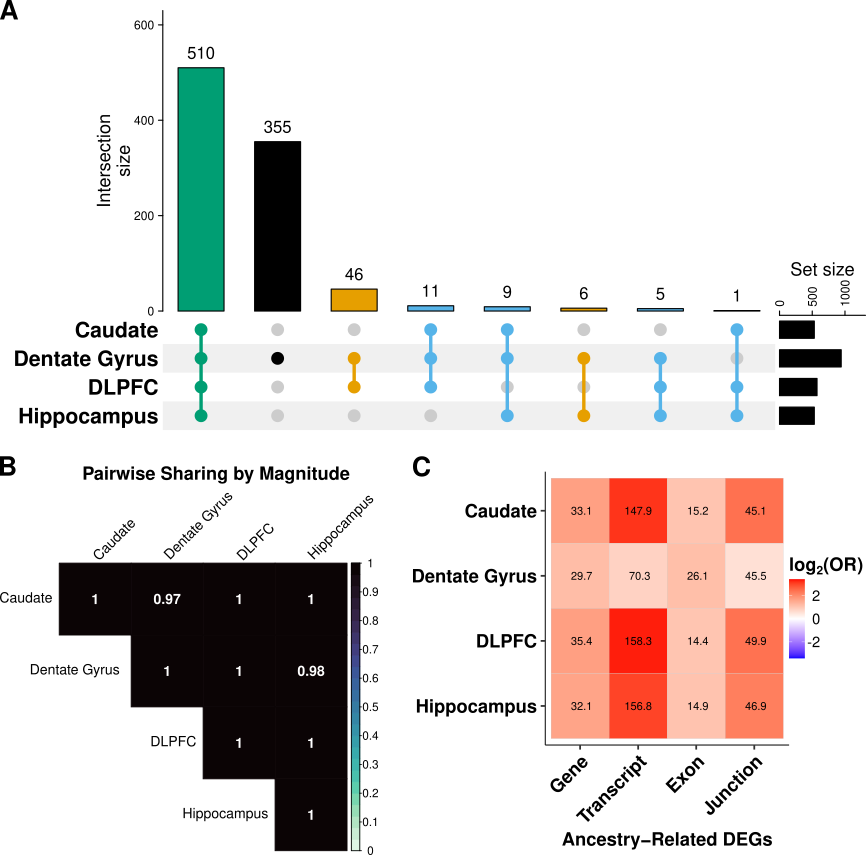 A
600
400
200
0
Intersection
size
510
355
46
11
9
6
5
1
Set size
0
500
1000
Caudate
Dentate Gyrus
DLPFC
Hippocampus
B
Pairwise Sharing by Magnitude
Caudate
Dentate Gyrus
DLPFC
Hippocampus
Caudate 1 0.97 1 1
Dentate Gyrus 1 1 0.98
DLPFC 1 1
Hippocampus 1
1
0.9
0.8
0.7
0.6
0.5
0.4
0.3
0.2
0.1
0
C
Caudate 33.1 147.9 15.2 45.1
Dentate Gyrus 29.7 70.3 26.1 45.5
DLPFC 35.4 158.3 14.4 49.9
Hippocampus 32.1 156.8 14.9 46.9
Gene
Transcript
Exon
Junction
Ancestry−Related DEGs
log₂(OR)
2
0
-2